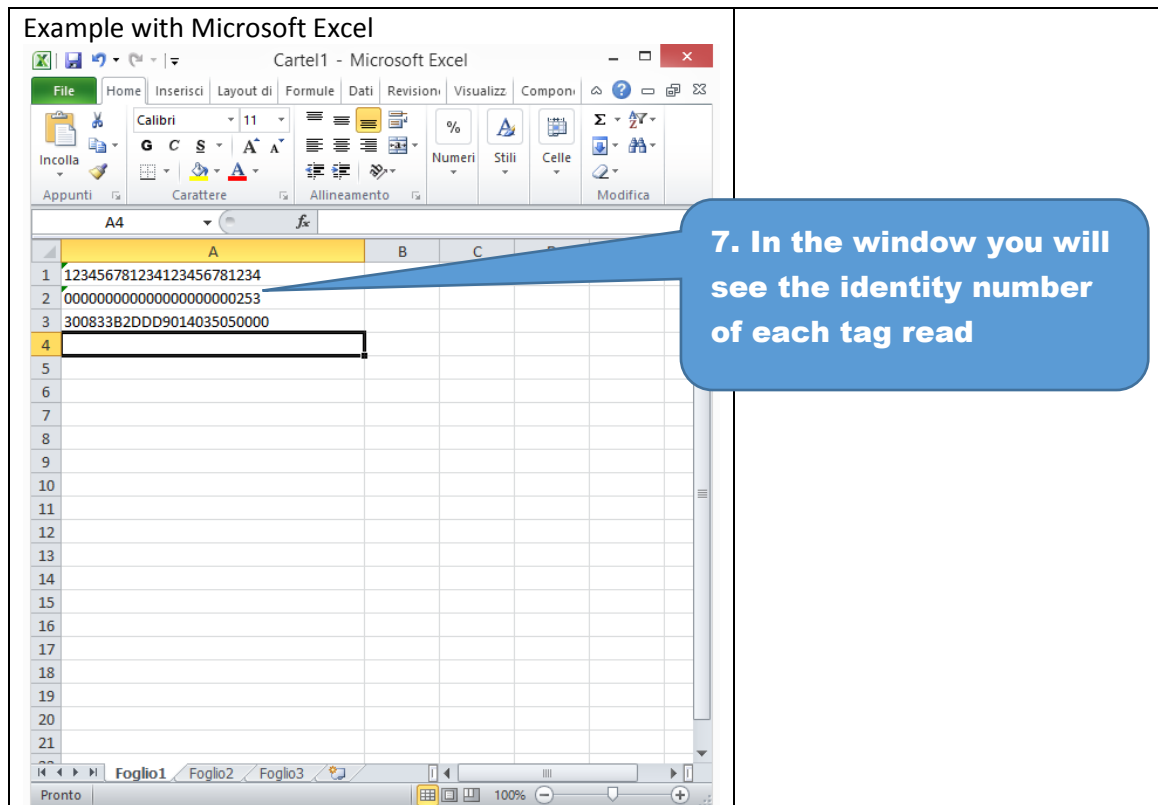 Example with Microsoft Excel
Cartel1 - Microsoft Excel
File Home Inserisci Layout di Formule Dati Revision Visualizz Compon
Calibri 11
G C S A A
%
A
Σ
Incolla
Numeri Stili Celle
Appunti Carattere Allineamento Modifica
A4 fx
A B C
1 123456781234123456781234
2 000000000000000000000253
3 300833B2DDD9014035050000
4
5
6
7
8
9
10
11
12
13
14
15
16
17
18
19
20
21
Foglio1 Foglio2 Foglio3
Pronto 100%
7. In the window you will
see the identity number
of each tag read